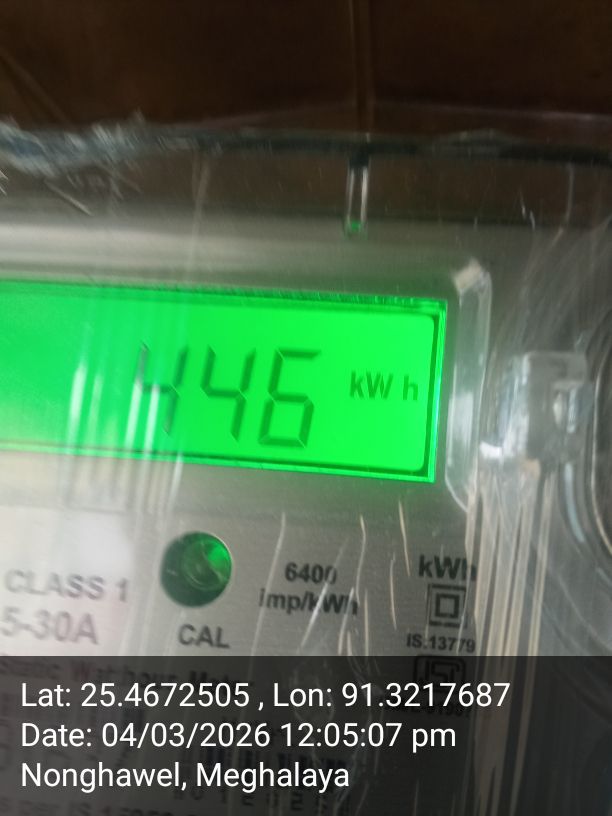 446 kW h
CLASS 1
5-30A
CAL
6400
imp/kWh
kWh
IS:13779
Lat: 25.4672505 , Lon: 91.3217687
Date: 04/03/2026 12:05:07 pm
Nonghawel, Meghalaya